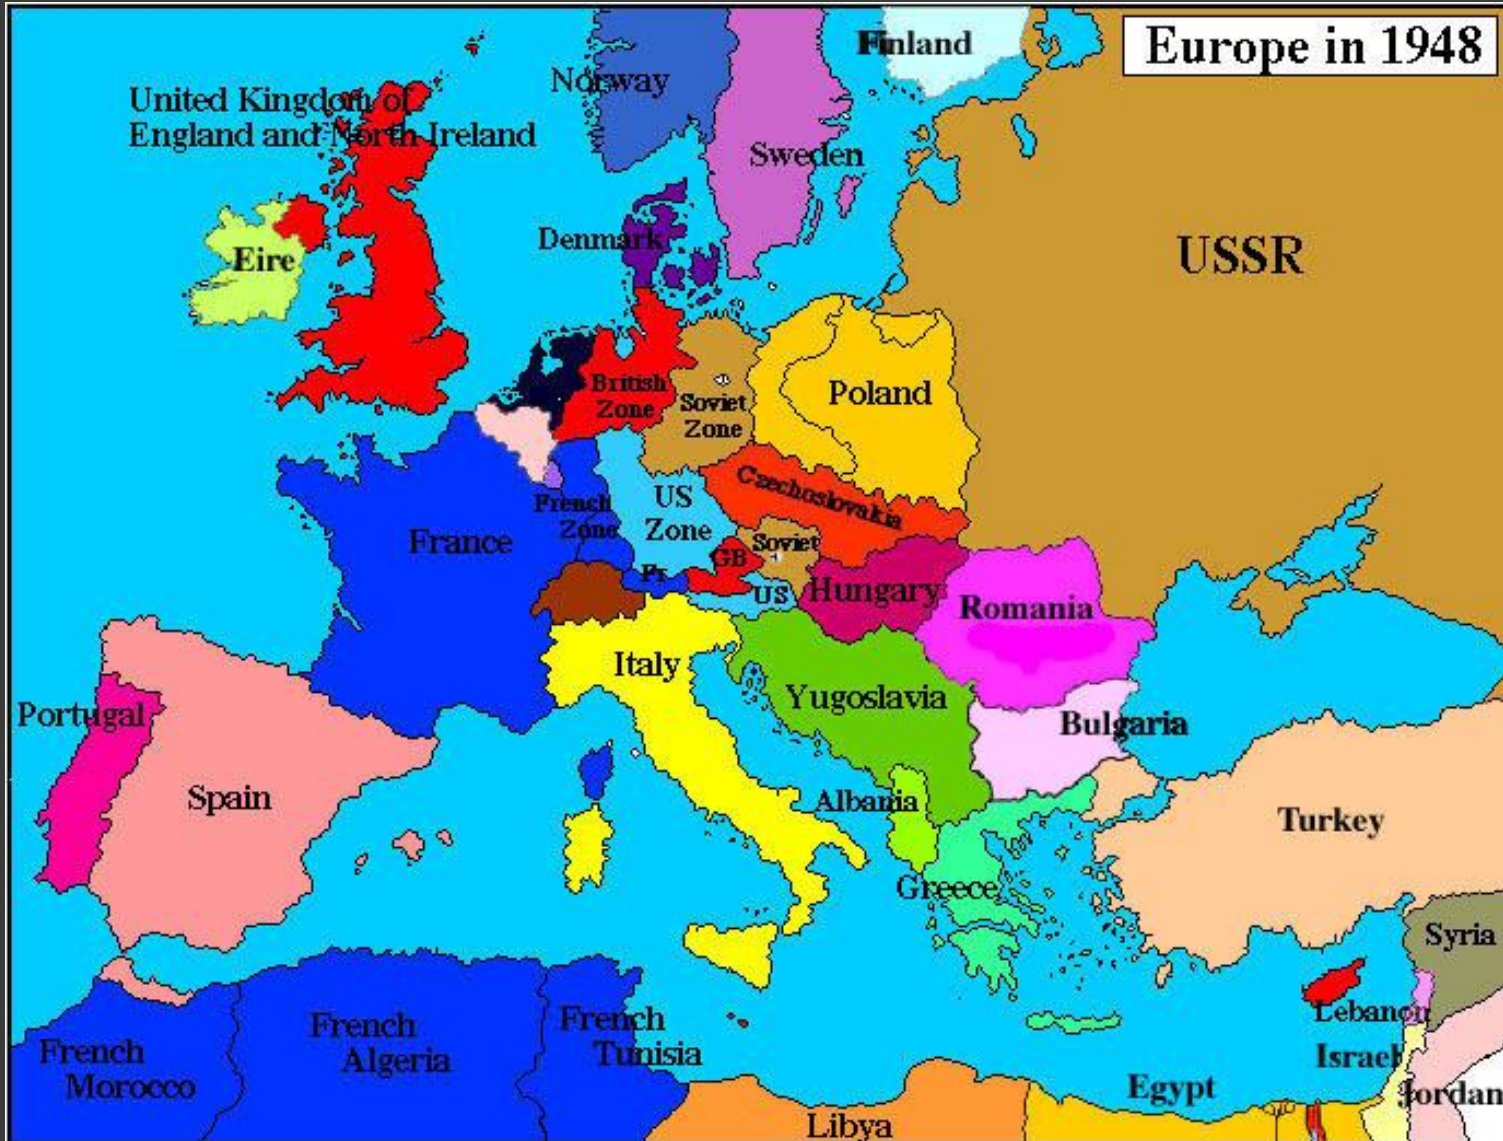 Europe in 1948
Finland
Norway
United Kingdom of
England and North Ireland
Sweden
USSR
Denmark
Eire
British
Zone
Soviet
Zone
Poland
Czechoslovakia
US
Zone
French
Zone
France
Soviet
GB
Fr
US
Hungary
Romania
Italy
Yugoslavia
Portugal
Bulgaria
Spain
Albania
Turkey
Greece
Syria
Lebanon
Israel
Jordan
French
Morocco
French
Algeria
French
Tunisia
Egypt
Libya